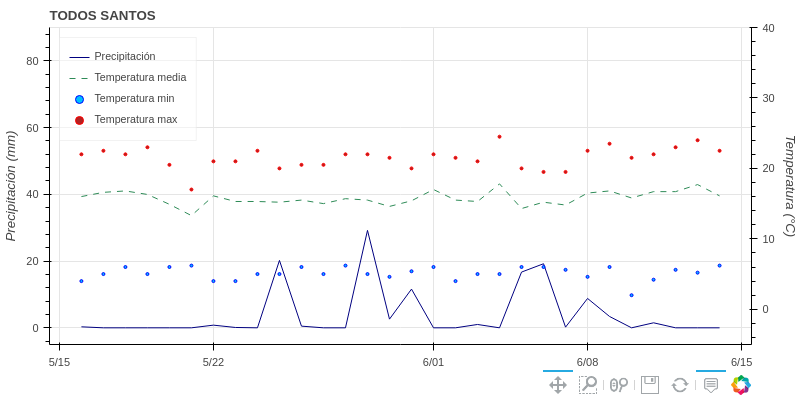 TODOS SANTOS
Precipitación
Temperatura media
Temperatura min
Temperatura max
Precipitación (mm)
80
60
40
20
0
Temperatura (°C)
40
30
20
10
0
5/15
5/22
6/01
6/08
6/15